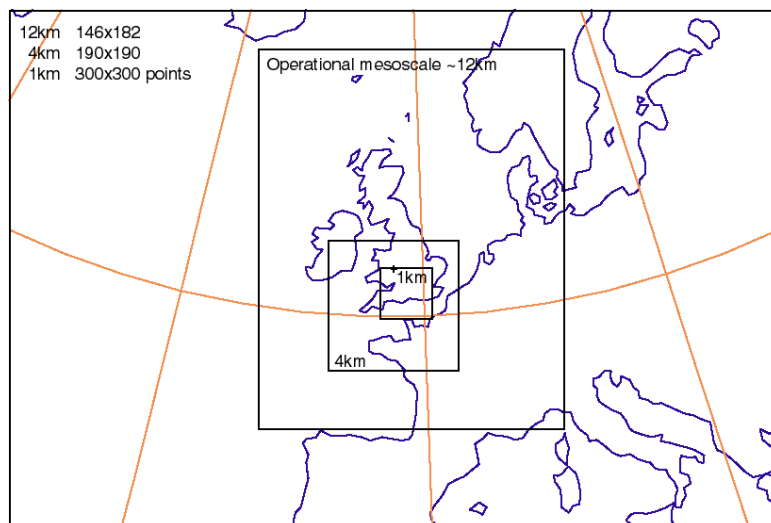 12km 146x182
4km 190x190
1km 300x300 points
Operational mesoscale ~12km
1km
4km